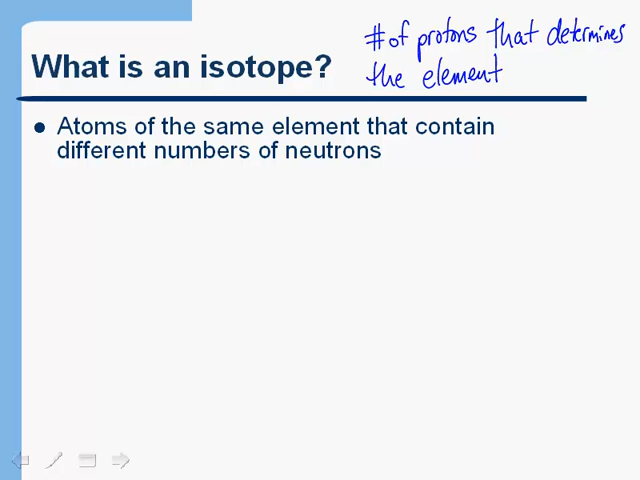 # of protons that determines
the element
What is an isotope?
Atoms of the same element that contain
different numbers of neutrons